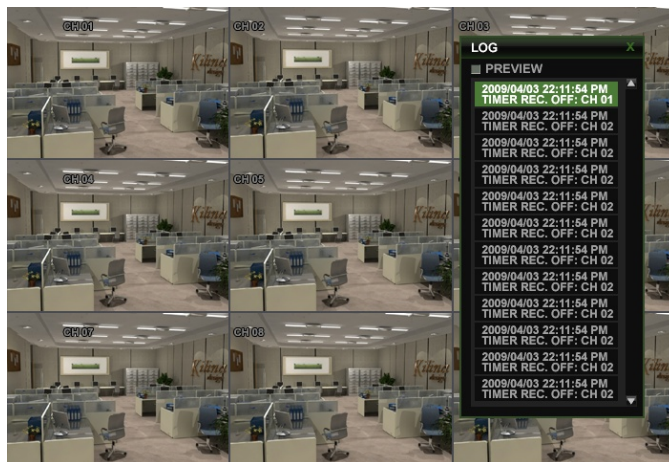 CH 01
CH 02
CH 03
LOG
X
PREVIEW
2009/04/03 22:11:54 PM
TIMER REC. OFF: CH 01
2009/04/03 22:11:54 PM
TIMER REC. OFF: CH 02
2009/04/03 22:11:54 PM
TIMER REC. OFF: CH 02
2009/04/03 22:11:54 PM
TIMER REC. OFF: CH 02
2009/04/03 22:11:54 PM
TIMER REC. OFF: CH 02
2009/04/03 22:11:54 PM
TIMER REC. OFF: CH 02
2009/04/03 22:11:54 PM
TIMER REC. OFF: CH 02
2009/04/03 22:11:54 PM
TIMER REC. OFF: CH 02
2009/04/03 22:11:54 PM
TIMER REC. OFF: CH 02
2009/04/03 22:11:54 PM
TIMER REC. OFF: CH 02
2009/04/03 22:11:54 PM
TIMER REC. OFF: CH 02
2009/04/03 22:11:54 PM
TIMER REC. OFF: CH 02
CH 04
CH 05
CH 07
CH 08